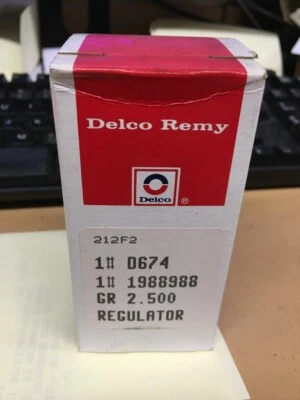 Delco Remy
Delco
®
212F2
1# D674
1# 1988988
GR 2.500
REGULATOR